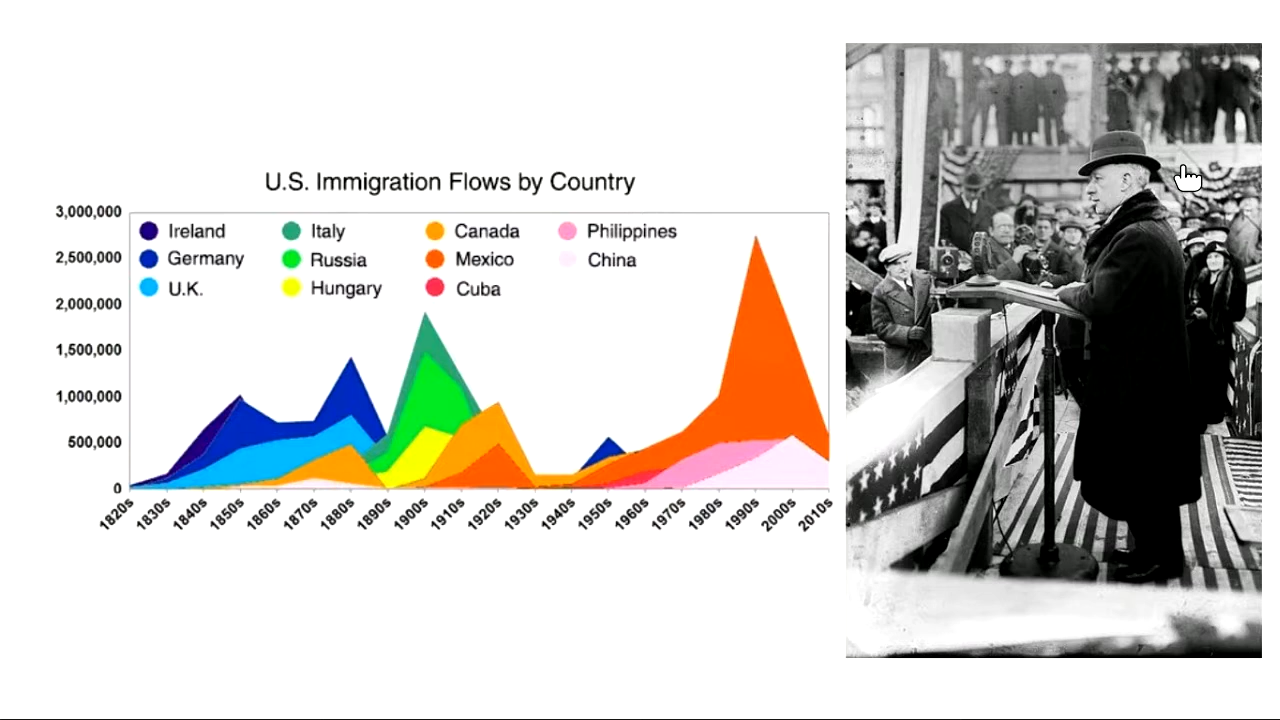 U.S. Immigration Flows by Country
3,000,000
2,500,000
2,000,000
1,500,000
1,000,000
500,000
0
Ireland Italy Canada Philippines
Germany Russia Mexico China
U.K. Hungary Cuba
1820s 1830s 1840s 1850s 1860s 1870s 1880s 1890s 1900s 1910s 1920s 1930s 1940s 1950s 1960s 1970s 1980s 1990s 2000s 2010s